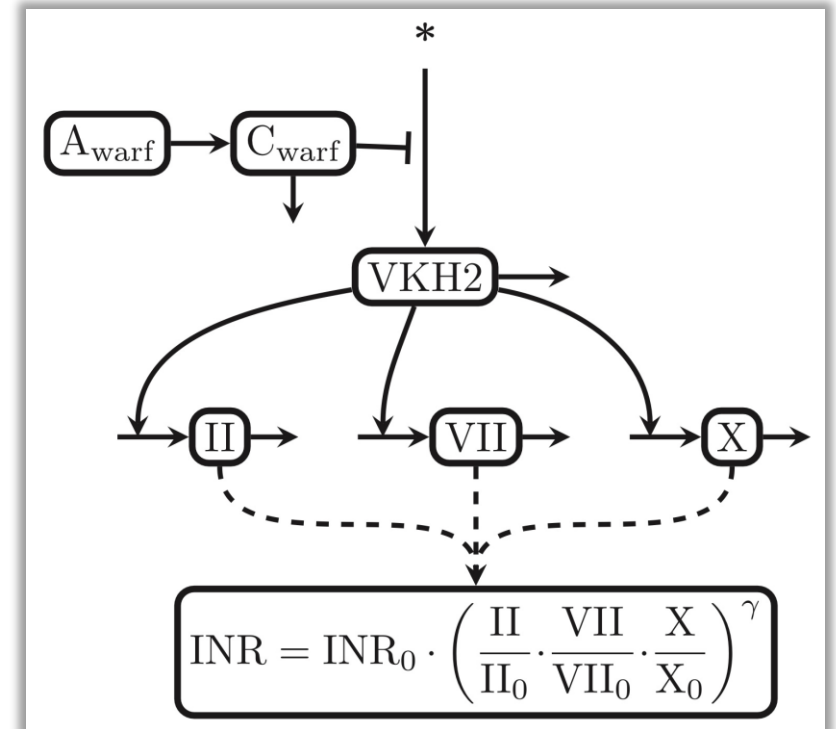 *
A_warf C_warf
VKH2
II VII X
INR = INR_0 · ( II/II_0 · VII/VII_0 · X/X_0 )^γ